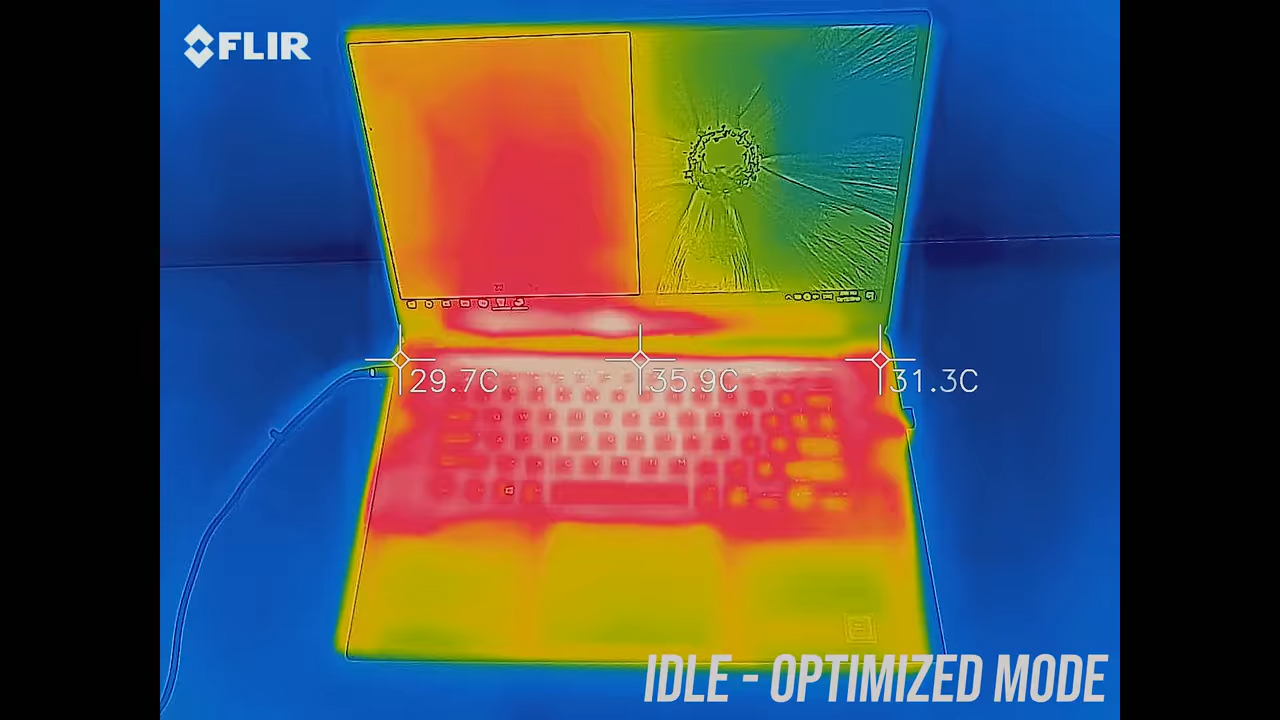 FLIR
29.7C
35.9C
31.3C
IDLE - OPTIMIZED MODE